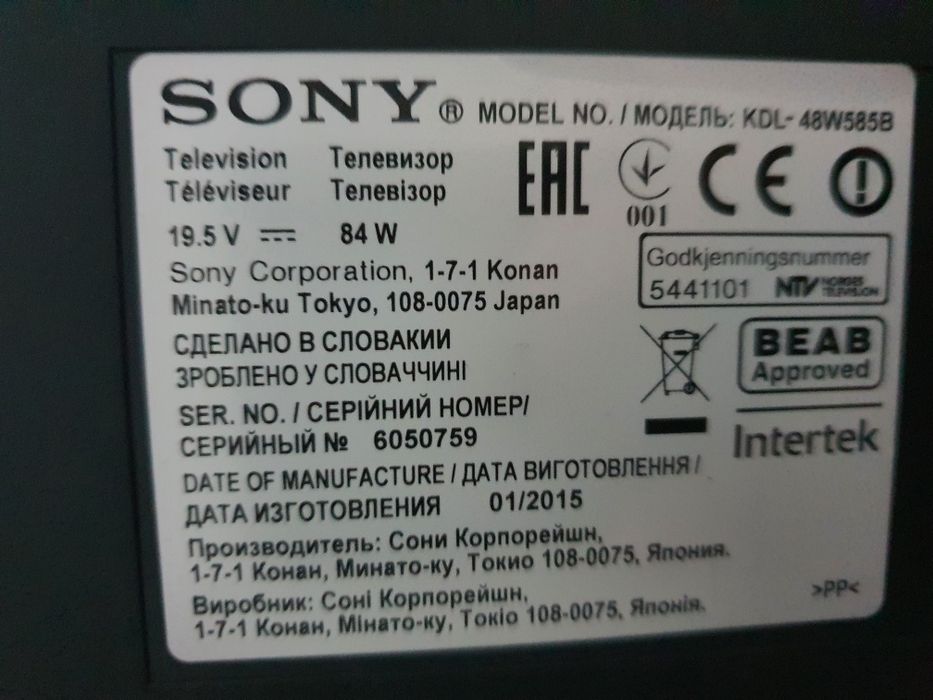 SONY® MODEL NO. / МОДЕЛЬ: KDL- 48W585B
Television Телевизор
Téléviseur Телевізор
EAC
001
CE
19.5 V 84 W
Godkjenningsnummer
5441101 NTV NORGES TELEVISION
Sony Corporation, 1-7-1 Konan
Minato-ku Tokyo, 108-0075 Japan
СДЕЛАНО В СЛОВАКИИ
ЗРОБЛЕНО У СЛОВАЧЧИНІ
BEAB
Approved
SER. NO. / СЕРІЙНИЙ НОМЕР/
СЕРИЙНЫЙ № 6050759
Intertek
DATE OF MANUFACTURE / ДАТА ВИГОТОВЛЕННЯ /
ДАТА ИЗГОТОВЛЕНИЯ 01/2015
Производитель: Сони Корпорейшн,
1-7-1 Конан, Минато-ку, Токио 108-0075, Япония.
Виробник: Соні Корпорейшн,
1-7-1 Конан, Мінато-ку, Токіо 108-0075, Японія.
>PP<